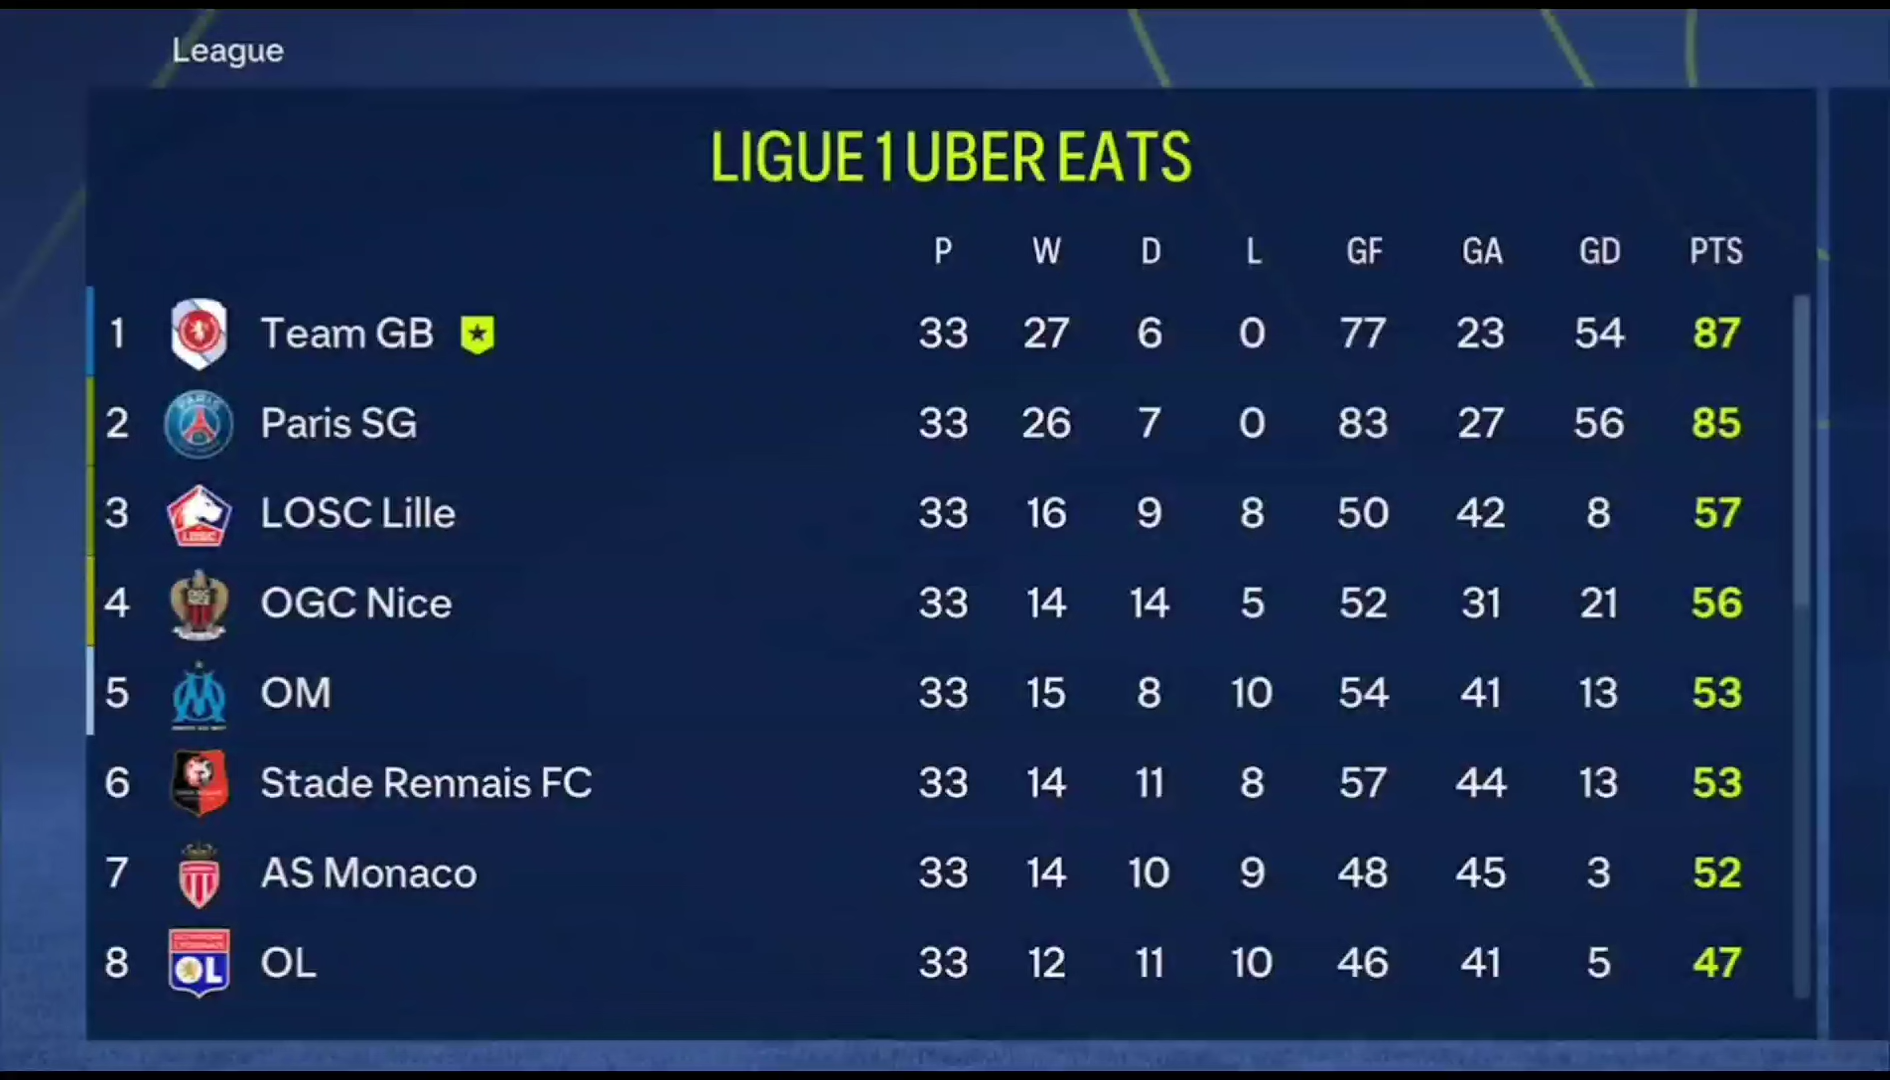 League
LIGUE 1 UBER EATS
P W D L GF GA GD PTS
1 Team GB 33 27 6 0 77 23 54 87
2 Paris SG 33 26 7 0 83 27 56 85
3 LOSC Lille 33 16 9 8 50 42 8 57
4 OGC Nice 33 14 14 5 52 31 21 56
5 OM 33 15 8 10 54 41 13 53
6 Stade Rennais FC 33 14 11 8 57 44 13 53
7 AS Monaco 33 14 10 9 48 45 3 52
8 OL 33 12 11 10 46 41 5 47